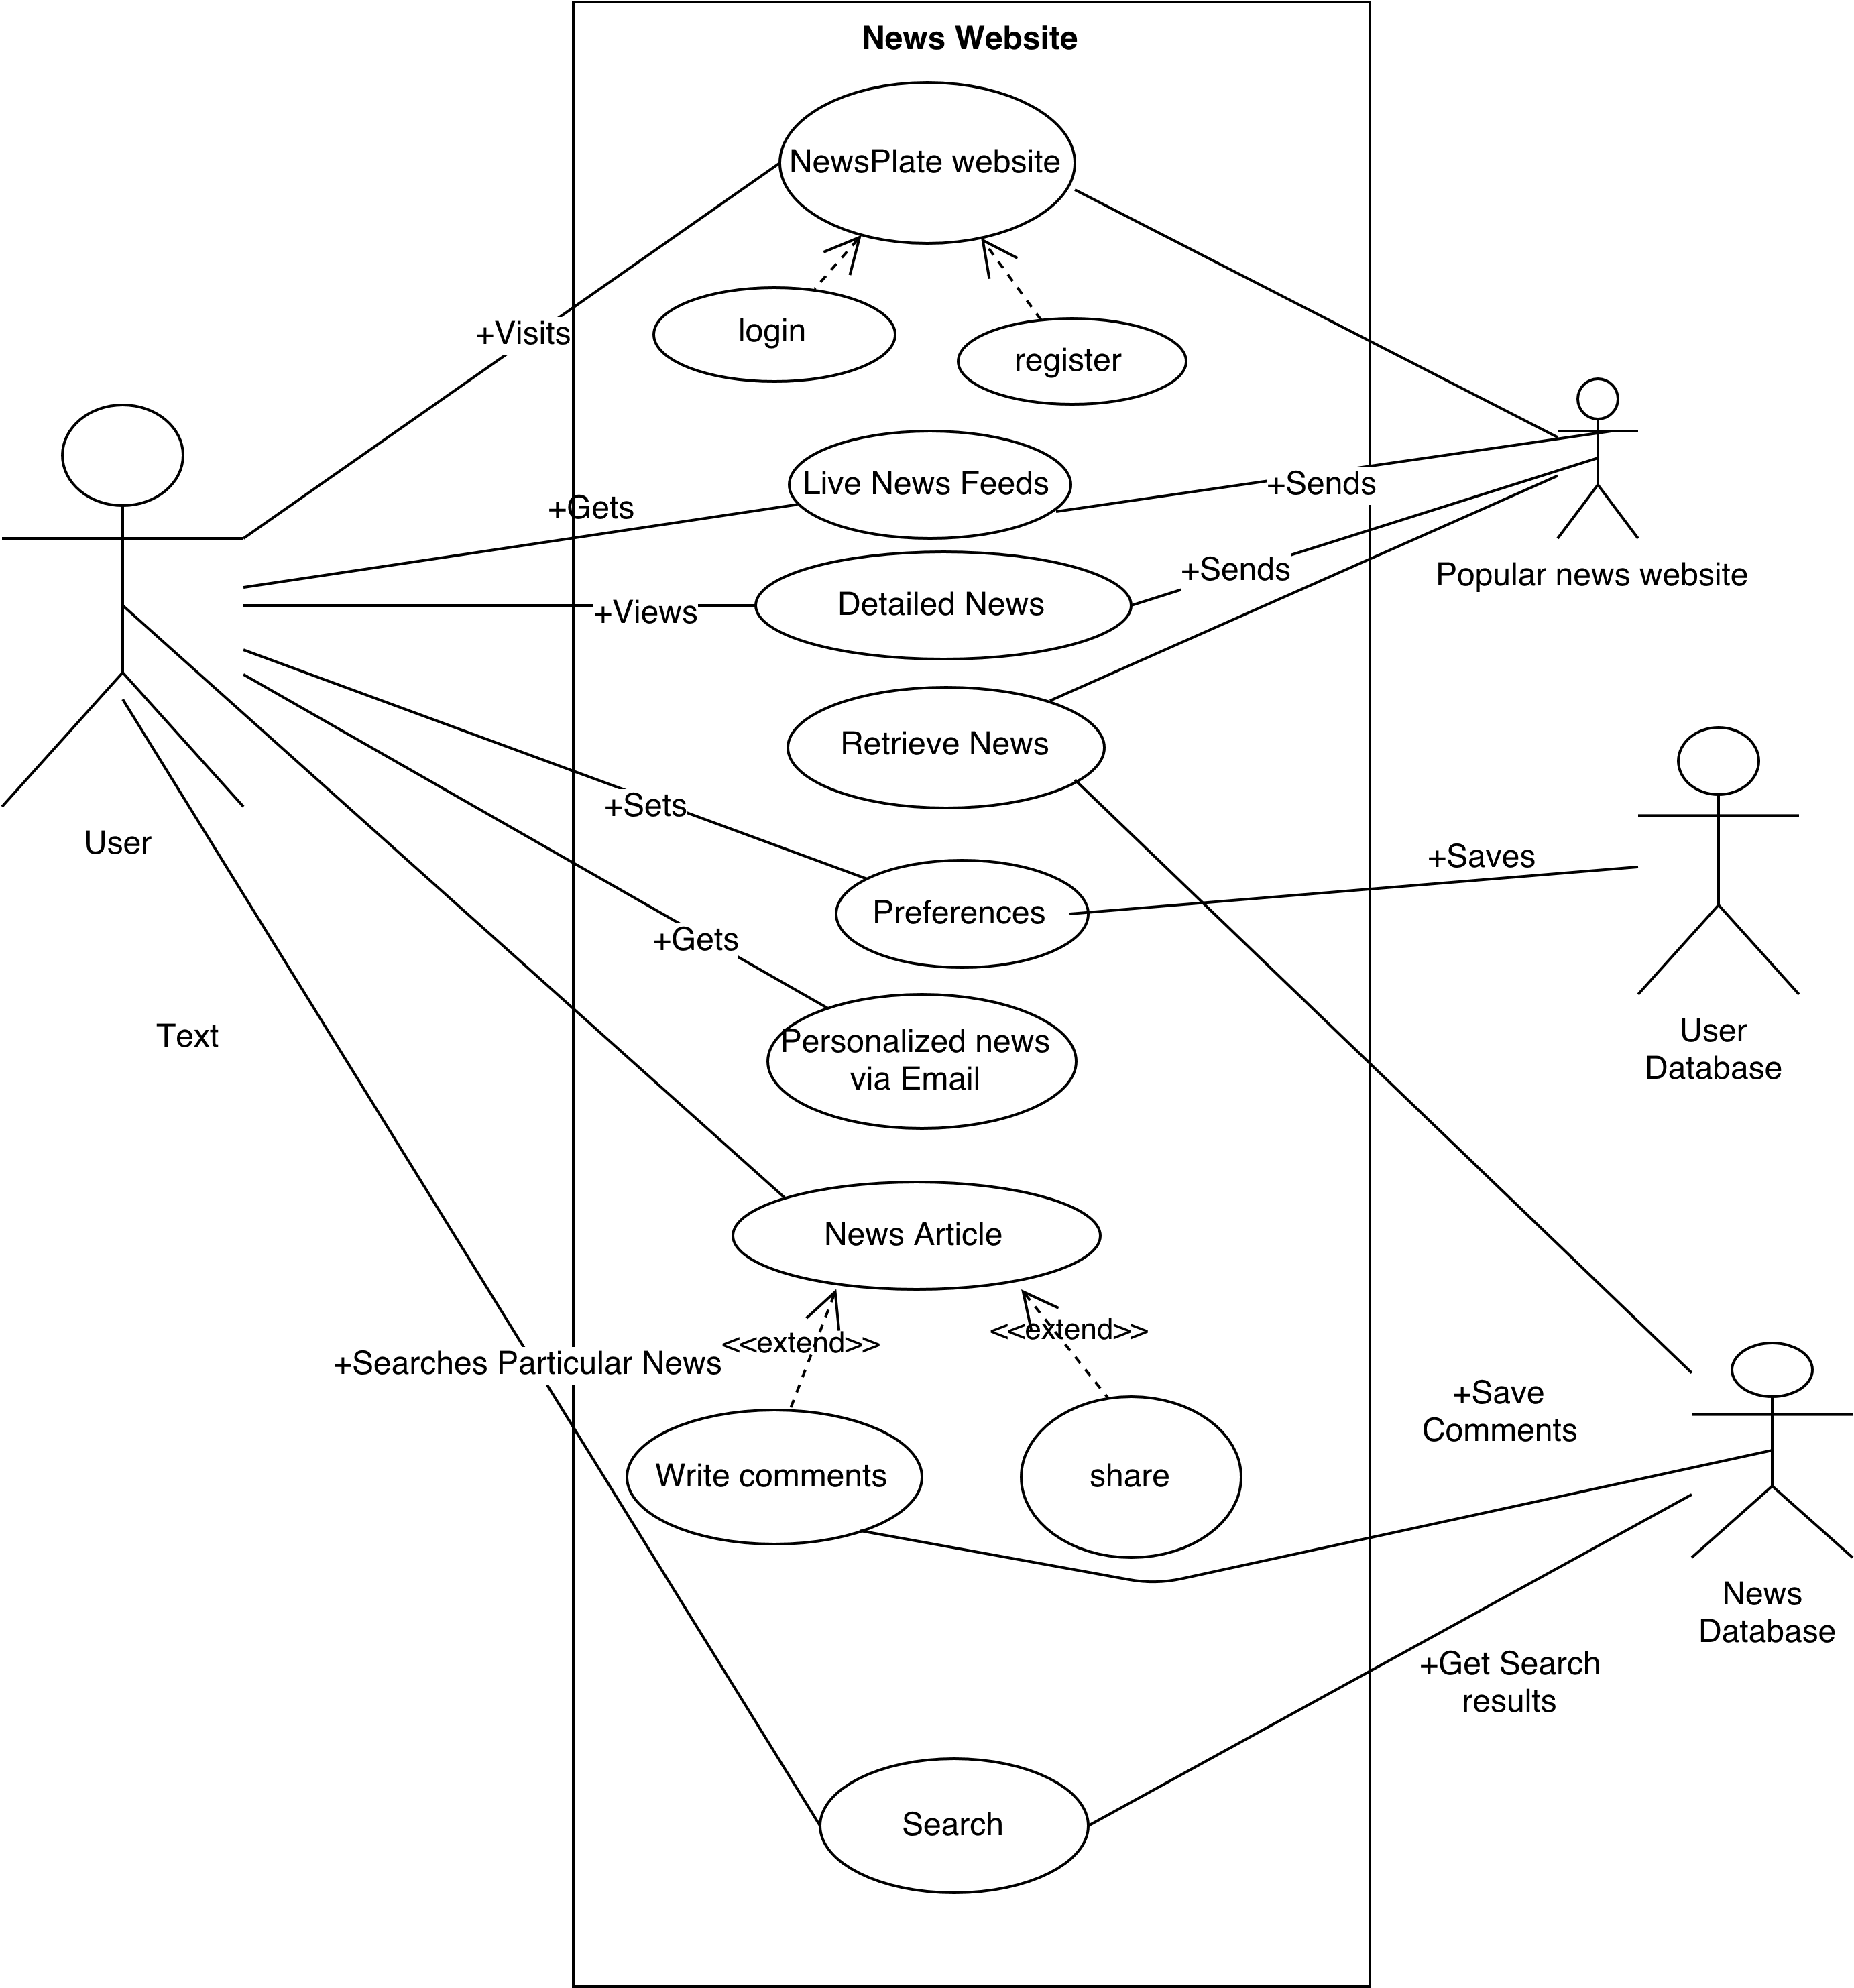 News Website
NewsPlate website
+Visits
login
register
Live News Feeds
+Gets
+Sends
Popular news website
+Sends
Detailed News
+Views
Retrieve News
+Sets
User
+Saves
Preferences
+Gets
Text
Personalized news
via Email
User
Database
News Article
<<extend>>
<<extend>>
+Searches Particular News
+Save
Comments
Write comments
share
News
Database
+Get Search
results
Search